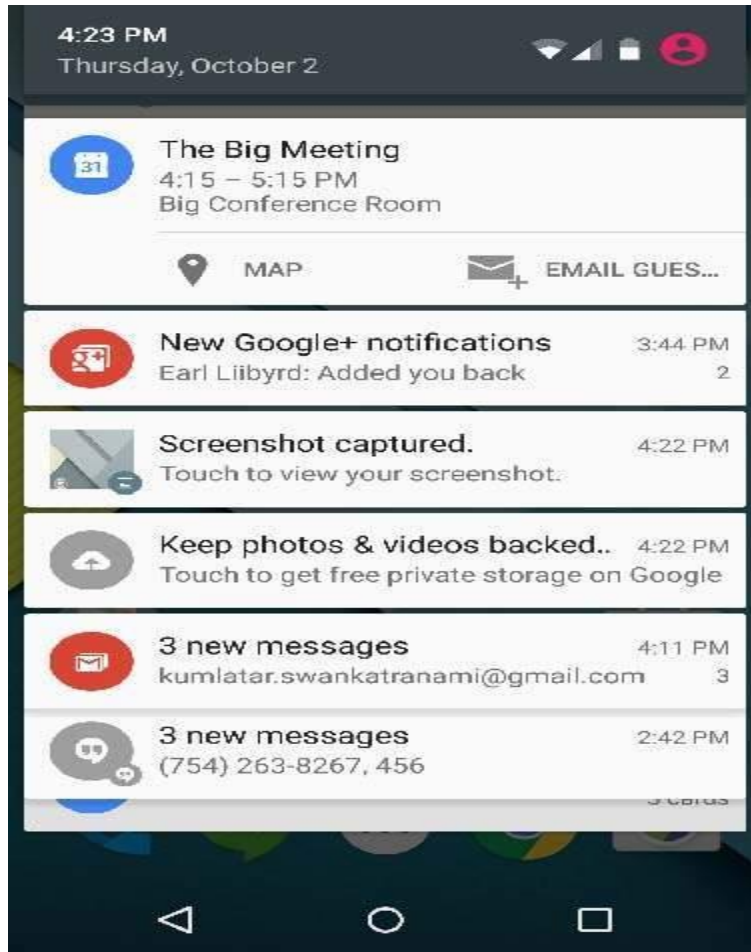 4:23 PM
Thursday, October 2
31
The Big Meeting
4:15 – 5:15 PM
Big Conference Room
MAP
EMAIL GUES...
New Google+ notifications 3:44 PM
Earl Liibyrd: Added you back 2
Screenshot captured. 4:22 PM
Touch to view your screenshot.
Keep photos & videos backed.. 4:22 PM
Touch to get free private storage on Google
3 new messages 4:11 PM
kumlatar.swankatranami@gmail.com 3
3 new messages 2:42 PM
(754) 263-8267, 456
cards